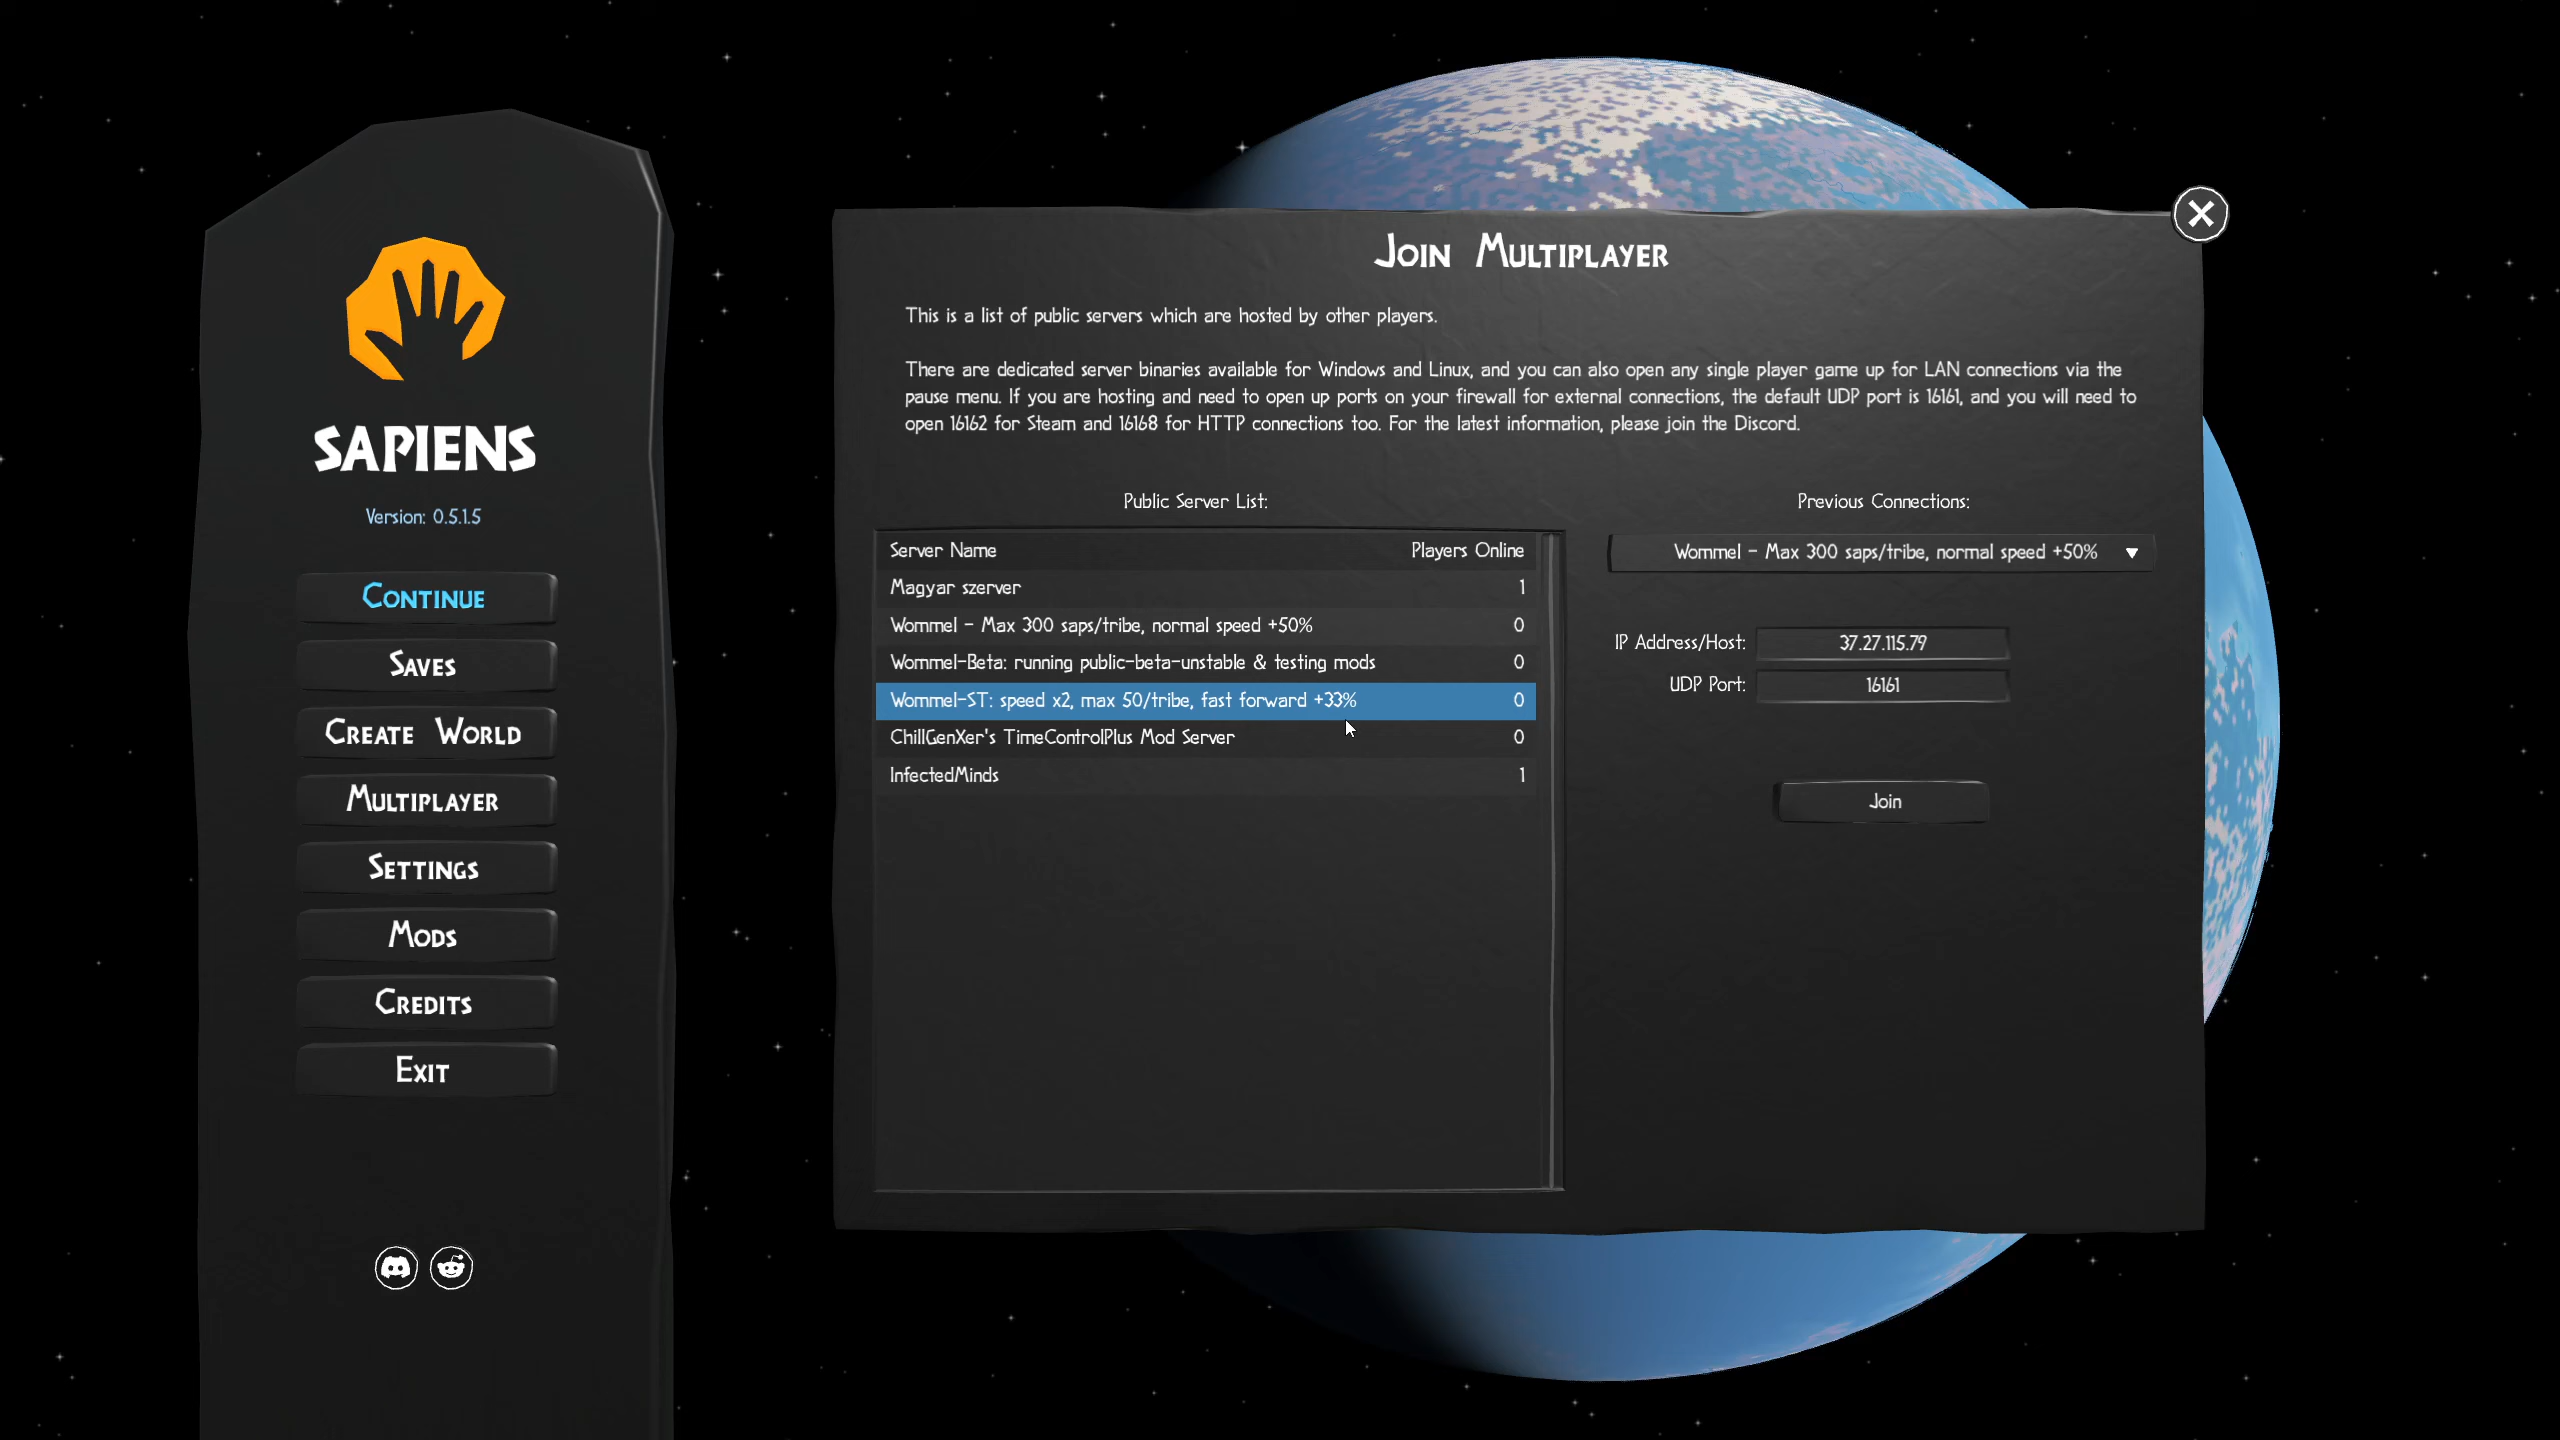 SAPIENS
Version: 0.5.1.5
Continue
Saves
Create World
Multiplayer
Settings
Mods
Credits
Exit
Join Multiplayer
This is a list of public servers which are hosted by other players.
There are dedicated server binaries available for Windows and Linux, and you can also open any single player game up for LAN connections via the
pause menu. If you are hosting and need to open up ports on your firewall for external connections, the default UDP port is 16161, and you will need to
open 16162 for Steam and 16168 for HTTP connections too. For the latest information, please join the Discord.
Public Server List:
Server Name Players Online
Magyar szerver 1
Wommel - Max 300 saps/tribe, normal speed +50% 0
Wommel-Beta: running public-beta-unstable & testing mods 0
Wommel-ST: speed x2, max 50/tribe, fast forward +33% 0
ChillGenXer's TimeControlPlus Mod Server 0
InfectedMinds 1
Previous Connections:
Wommel - Max 300 saps/tribe, normal speed +50%
IP Address/Host: 37.27.115.79
UDP Port: 16161
Join